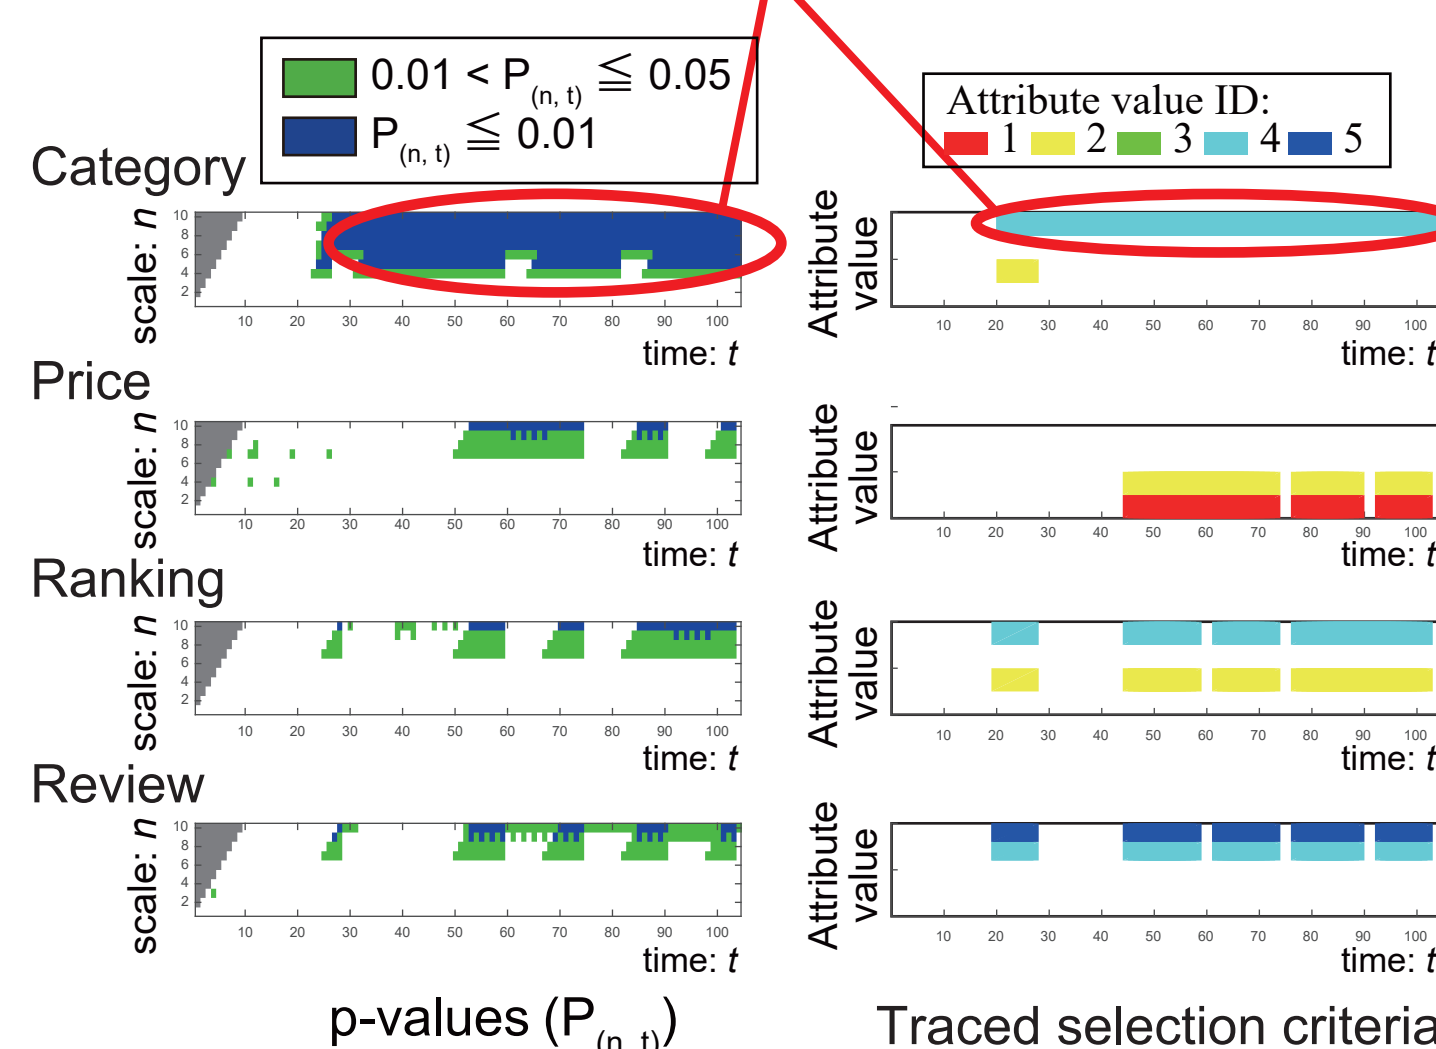 0.01 < P(n, t) ≦ 0.05
P(n, t) ≦ 0.01
Attribute value ID:
1 2 3 4 5
Category
scale: n
10
8
6
4
2
10 20 30 40 50 60 70 80 90 100
time: t
Attribute
value
10 20 30 40 50 60 70 80 90 100
time: t
Price
scale: n
10
8
6
4
2
10 20 30 40 50 60 70 80 90 100
time: t
Attribute
value
10 20 30 40 50 60 70 80 90 100
time: t
Ranking
scale: n
10
8
6
4
2
10 20 30 40 50 60 70 80 90 100
time: t
Attribute
value
10 20 30 40 50 60 70 80 90 100
time: t
Review
scale: n
10
8
6
4
2
10 20 30 40 50 60 70 80 90 100
time: t
Attribute
value
10 20 30 40 50 60 70 80 90 100
time: t
p-values (P(n, t))
Traced selection criteria